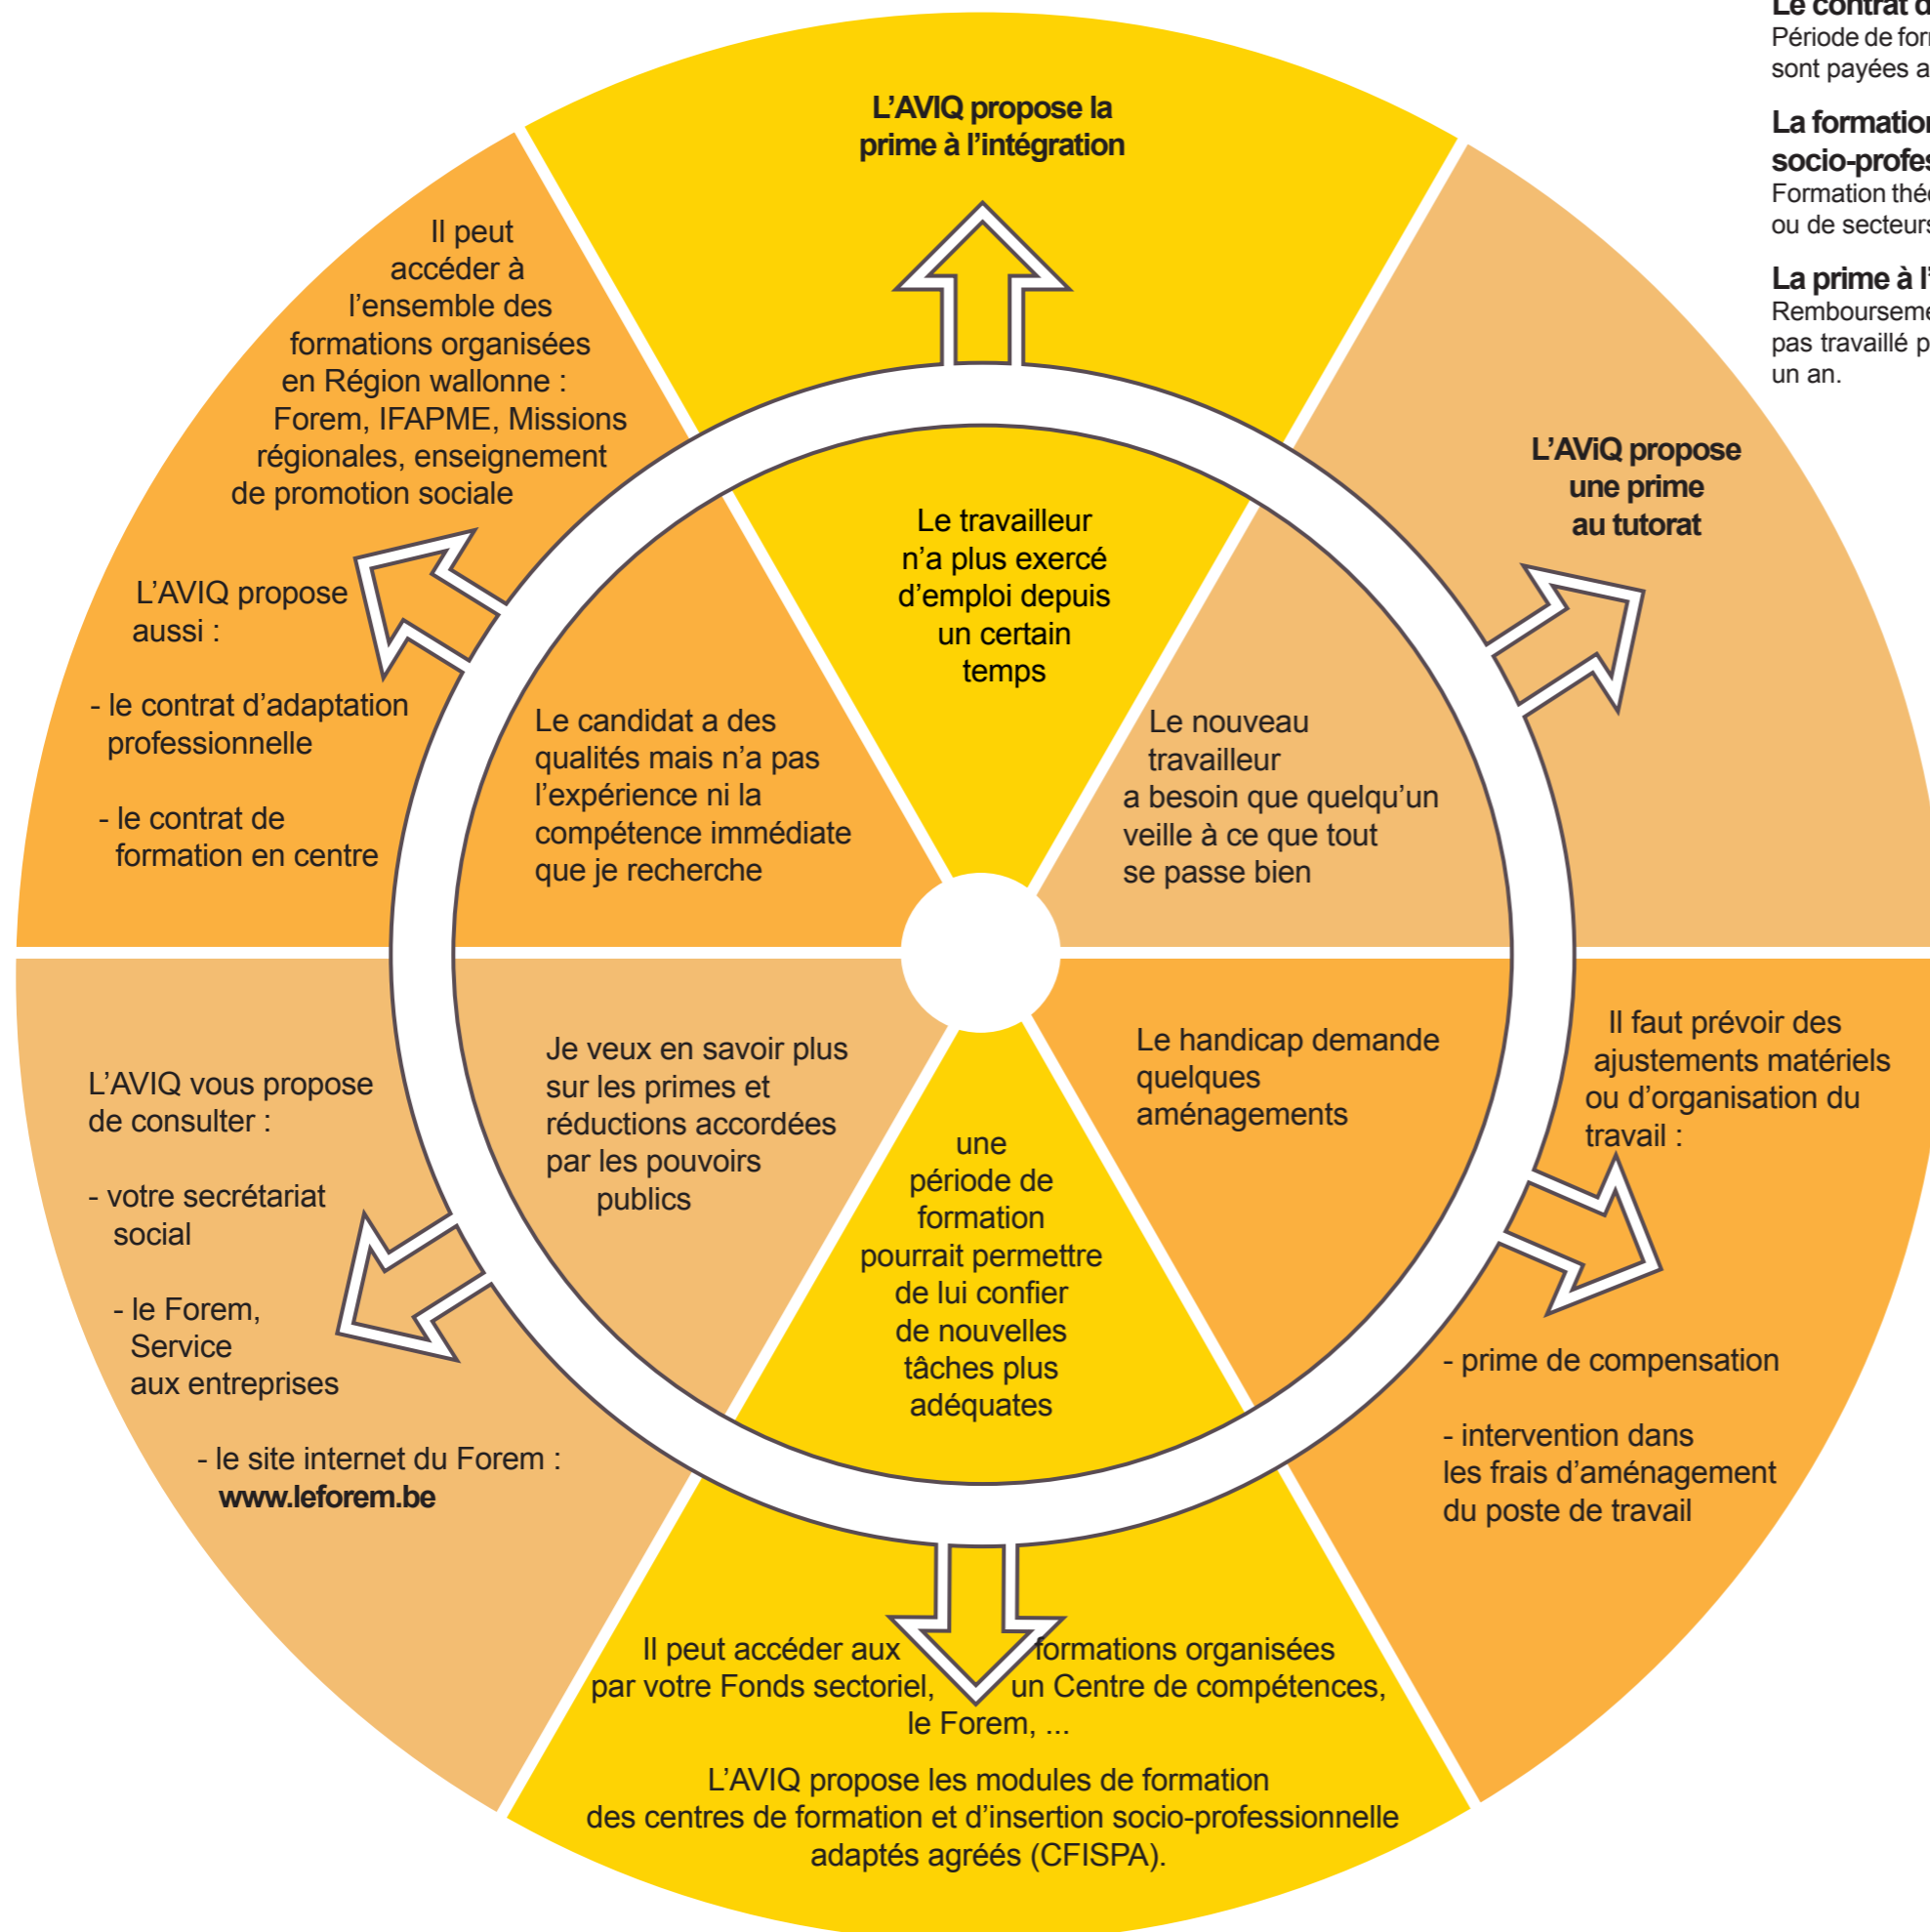 Le contrat d
Période de for
sont payées a
La formation
socio-profes
Formation thé
ou de secteurs
La prime à l'
Rembourseme
pas travaillé p
un an.
L'AVIQ propose la
prime à l'intégration
Il peut
accéder à
l'ensemble des
formations organisées
en Région wallonne :
Forem, IFAPME, Missions
régionales, enseignement
de promotion sociale
L'AVIQ propose
aussi :
- le contrat d'adaptation
professionnelle
- le contrat de
formation en centre
L'AViQ propose
une prime
au tutorat
Le travailleur
n'a plus exercé
d'emploi depuis
un certain
temps
Le candidat a des
qualités mais n'a pas
l'expérience ni la
compétence immédiate
que je recherche
Le nouveau
travailleur
a besoin que quelqu'un
veille à ce que tout
se passe bien
Je veux en savoir plus
sur les primes et
réductions accordées
par les pouvoirs
publics
une
période de
formation
pourrait permettre
de lui confier
de nouvelles
tâches plus
adéquates
Le handicap demande
quelques
aménagements
Il faut prévoir des
ajustements matériels
ou d'organisation du
travail :
- prime de compensation
- intervention dans
les frais d'aménagement
du poste de travail
L'AVIQ vous propose
de consulter :
- votre secrétariat
social
- le Forem,
Service
aux entreprises
- le site internet du Forem :
www.leforem.be
Il peut accéder aux formations organisées
par votre Fonds sectoriel, un Centre de compétences,
le Forem, ...
L'AVIQ propose les modules de formation
des centres de formation et d'insertion socio-professionnelle
adaptés agréés (CFISPA).